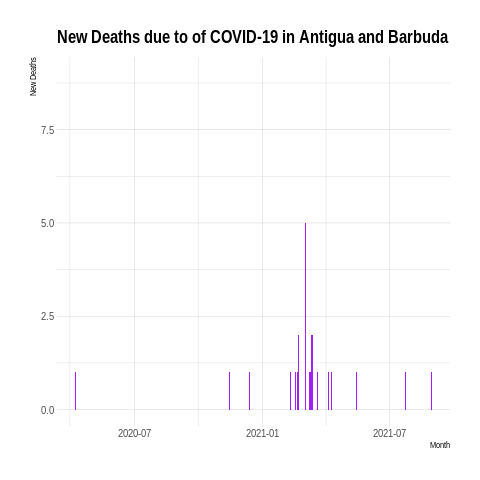 New Deaths due to of COVID-19 in Antigua and Barbuda
New Deaths
7.5
5.0
2.5
0.0
2020-07 2021-01 2021-07
Month